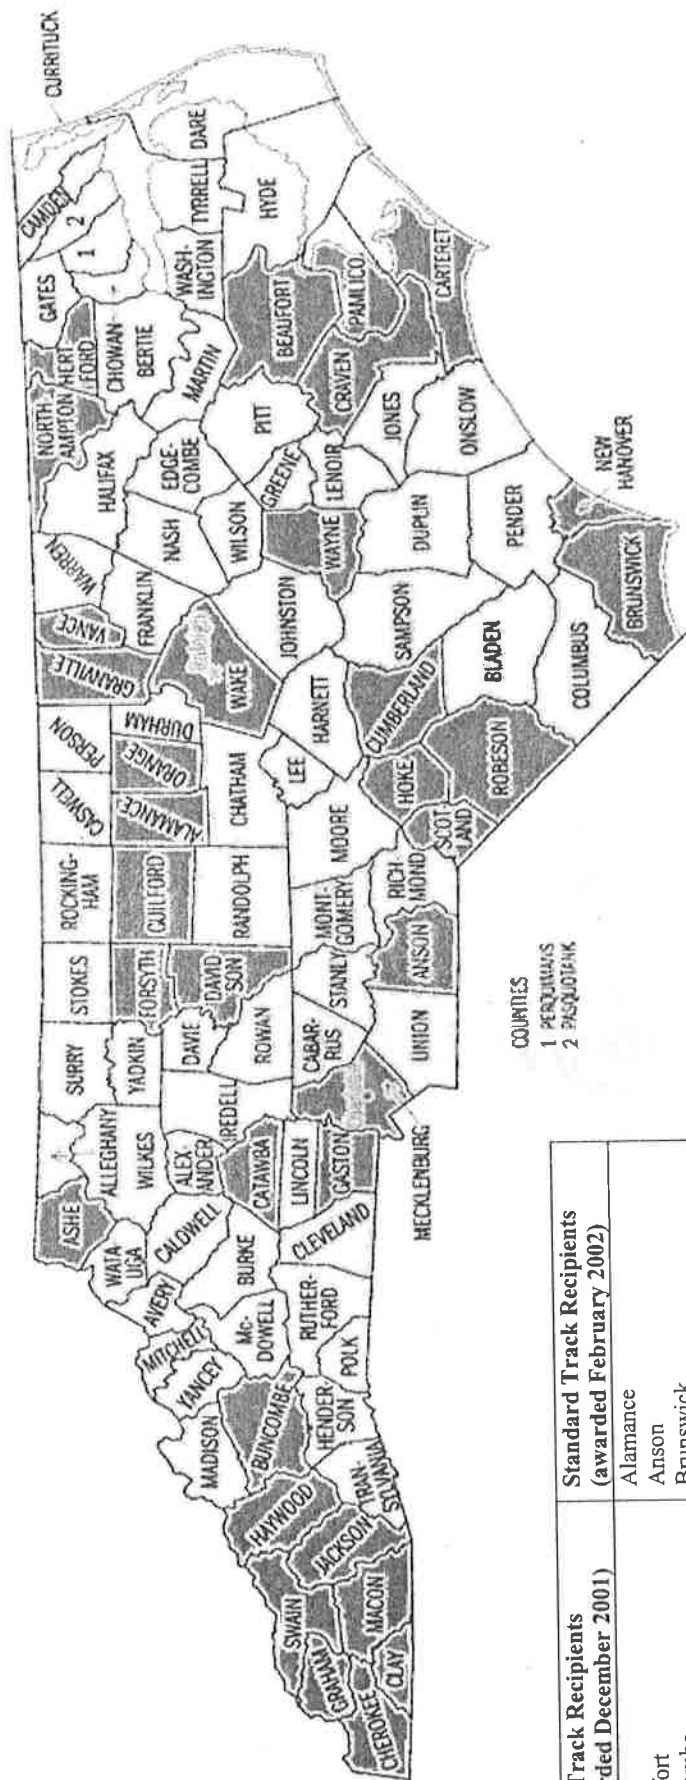 CURRITUCK
CAMDEN
GATES
1
2
HERT
FORD
NORTH
AMPTON
CHOWAN
BERTIE
HALIFAX
WARREN
VANCE
GRANVILLE
PERSON
CASWELL
ROCKING-
HAM
STOKES
SURRY
ALLEGHANY
ASHE
WATA
UGA
WILKES
YADKIN
FORSYTH
GUILFORD
ALAMANCE
ORANGE
DURHAM
FRANKLIN
NASH
EDGE-
COMBE
MARTIN
WASH-
INGTON
TYRRELL
DARE
HYDE
BEAUFORT
PITT
WILSON
WAKE
CHATHAM
RANDOLPH
DAVID
SON
DAVIE
IREDELL
ALEX-
ANDER
CALDWELL
AVERY
MITCHELL
YANCEY
MADISON
BUNCOMBE
MC-
DOWELL
BURKE
CATAWBA
ROWAN
LINCOLN
GASTON
CLEVELAND
RUTHER-
FORD
POLK
HENDER-
SON
TRAN-
SYLVANIA
HAYWOOD
JACKSON
SWAIN
MACON
GRAHAM
CHEROKEE
CLAY
MECKLENBURG
CABAR-
RUS
STANLY
MONT-
GOMERY
MOORE
LEE
HARNETT
JOHNSTON
WAYNE
GREENE
LENOIR
CRAVEN
PAMLICO
CARTERET
JONES
ONSLOW
DUPLIN
SAMPSON
CUMBERLAND
HOKE
SCOT-
LAND
RICH-
MOND
ANSON
UNION
ROBESON
BLADEN
PENDER
NEW
HANOVER
COLUMBUS
BRUNSWICK
COUNTIES
1 PERQUIMANS
2 PASQUOTANK
Track Recipients
December 2001)
Standard Track Recipients
(awarded February 2002)
Alamance
Anson
Brunswick